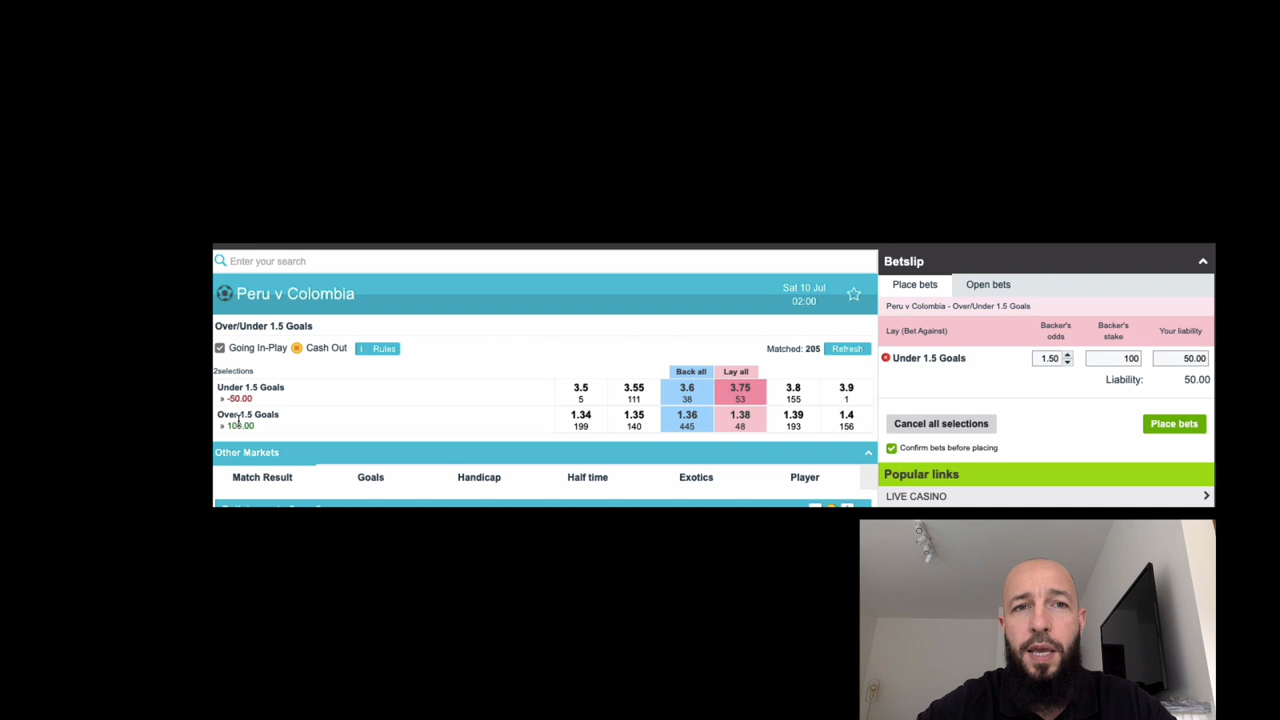 Enter your search
Peru v Colombia
Sat 10 Jul
02:00
Over/Under 1.5 Goals
Going In-Play Cash Out i Rules
Matched: 205 Refresh
2selections Back all Lay all
Under 1.5 Goals 3.5 3.55 3.6 3.75 3.8 3.9
» -50.00 5 111 38 53 155 1
Over 1.5 Goals 1.34 1.35 1.36 1.38 1.39 1.4
» 100.00 199 140 445 48 193 156
Other Markets
Match Result Goals Handicap Half time Exotics Player
Betslip
Place bets Open bets
Peru v Colombia - Over/Under 1.5 Goals
Lay (Bet Against) Backer's odds Backer's stake Your liability
Under 1.5 Goals 1.50 100 50.00
Liability: 50.00
Cancel all selections Place bets
Confirm bets before placing
Popular links
LIVE CASINO